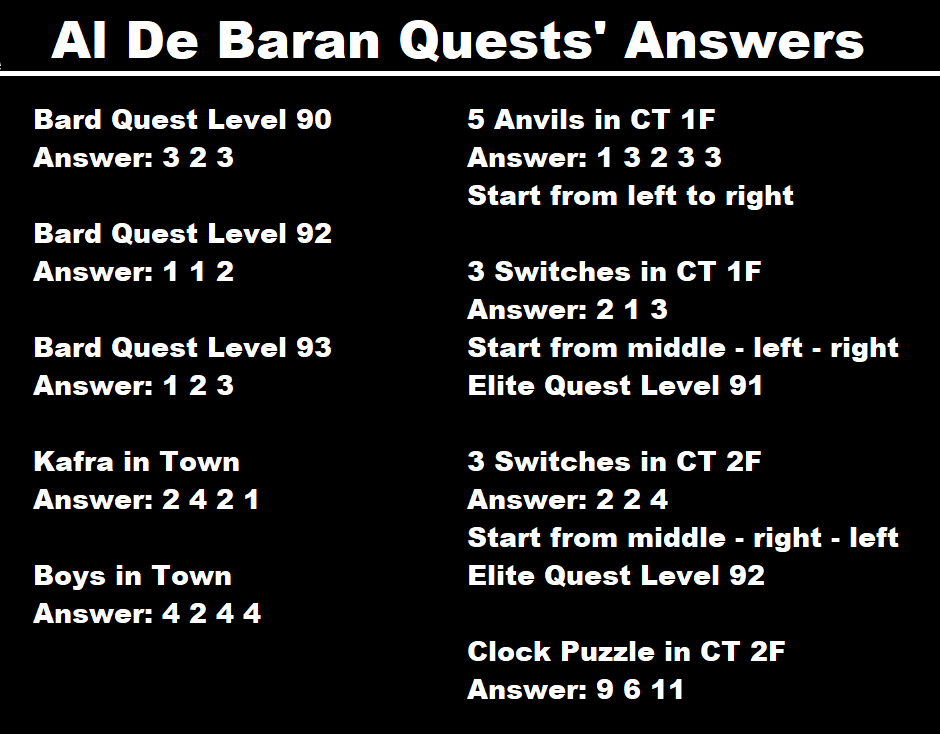 Al De Baran Quests' Answers
Bard Quest Level 90
Answer: 3 2 3
Bard Quest Level 92
Answer: 1 1 2
Bard Quest Level 93
Answer: 1 2 3
Kafra in Town
Answer: 2 4 2 1
Boys in Town
Answer: 4 2 4 4
5 Anvils in CT 1F
Answer: 1 3 2 3 3
Start from left to right
3 Switches in CT 1F
Answer: 2 1 3
Start from middle - left - right
Elite Quest Level 91
3 Switches in CT 2F
Answer: 2 2 4
Start from middle - right - left
Elite Quest Level 92
Clock Puzzle in CT 2F
Answer: 9 6 11